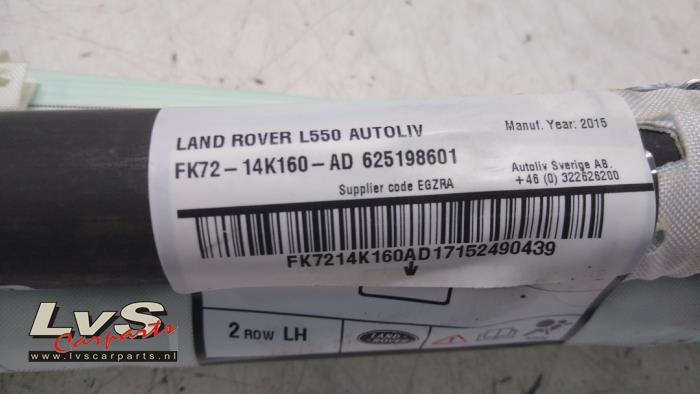 LAND ROVER L550 AUTOLIV
Manuf. Year: 2015
FK72-14K160-AD 625198601
Autoliv Sverige AB.
+46 (0) 322626200
Supplier code EGZRA
FK7214K160AD17152490439
2 ROW LH
LAND ROVER
LvS
Carparts
www.lvscarparts.nl